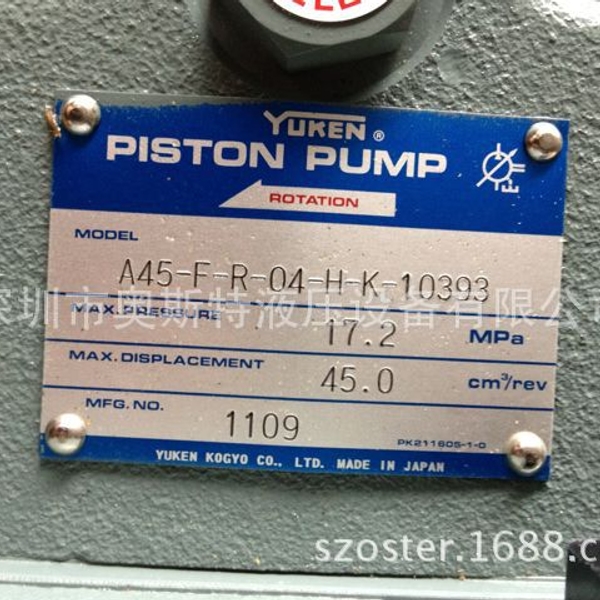 YUKEN ®
PISTON PUMP
ROTATION
MODEL
A45-F-R-04-H-K-10393
深圳市奥斯特液压设备有限公司
MAX.PRESSURE 17.2 MPa
MAX.DISPLACEMENT 45.0 cm³/rev
MFG.NO. 1109
PK211605-1-0
YUKEN KOGYO CO., LTD. MADE IN JAPAN
szoster.1688.co